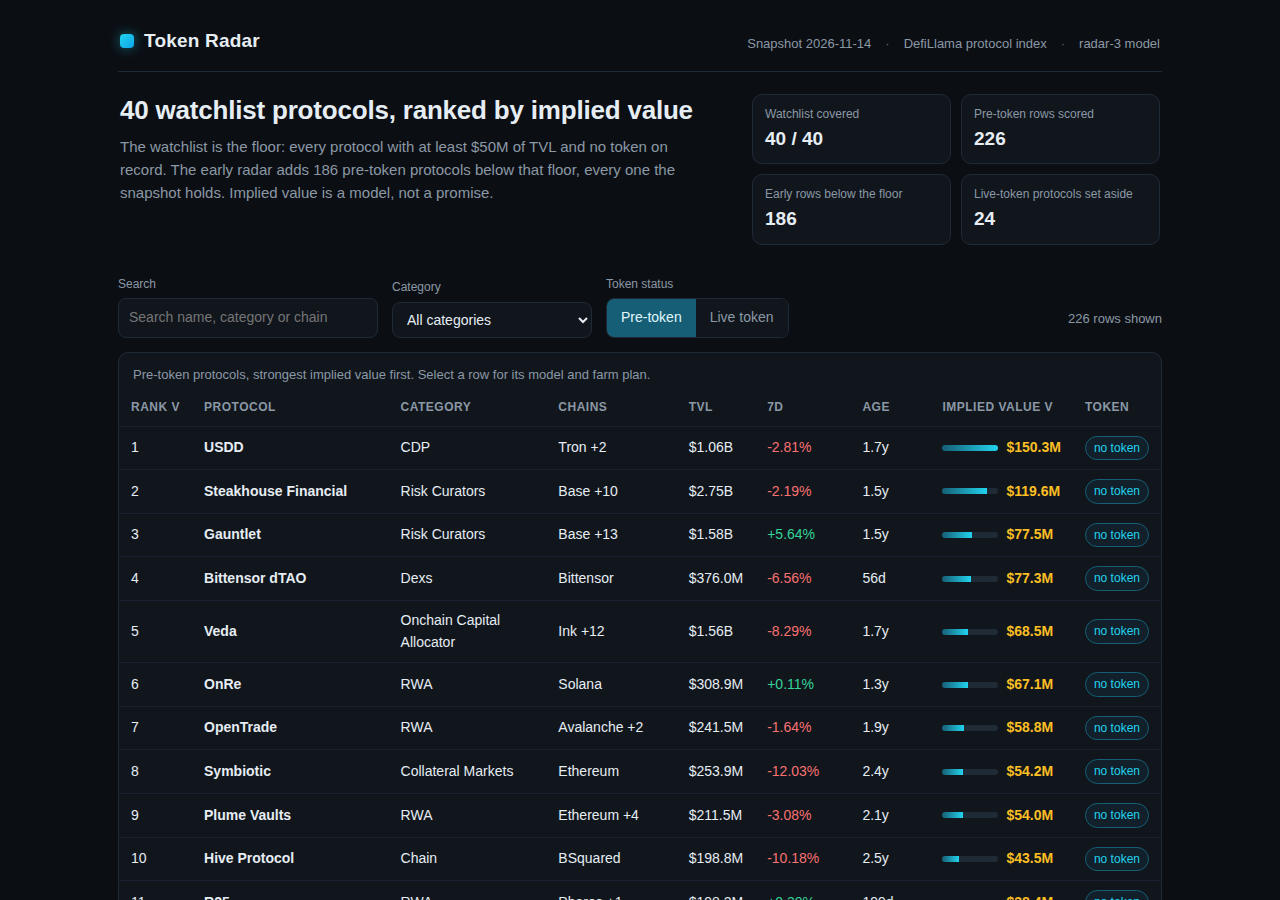 Token Radar
Snapshot 2026-11-14 · DefiLlama protocol index · radar-3 model
40 watchlist protocols, ranked by implied value
The watchlist is the floor: every protocol with at least $50M of TVL and no token on
record. The early radar adds 186 pre-token protocols below that floor, every one the
snapshot holds. Implied value is a model, not a promise.
Watchlist covered
40 / 40
Pre-token rows scored
226
Early rows below the floor
186
Live-token protocols set aside
24
Search
Search name, category or chain
Category
All categories
Token status
Pre-token Live token
226 rows shown
Pre-token protocols, strongest implied value first. Select a row for its model and farm plan.
RANK V PROTOCOL CATEGORY CHAINS TVL 7D AGE IMPLIED VALUE V TOKEN
1 USDD CDP Tron +2 $1.06B -2.81% 1.7y $150.3M no token
2 Steakhouse Financial Risk Curators Base +10 $2.75B -2.19% 1.5y $119.6M no token
3 Gauntlet Risk Curators Base +13 $1.58B +5.64% 1.5y $77.5M no token
4 Bittensor dTAO Dexs Bittensor $376.0M -6.56% 56d $77.3M no token
5 Veda Onchain Capital Allocator Ink +12 $1.56B -8.29% 1.7y $68.5M no token
6 OnRe RWA Solana $308.9M +0.11% 1.3y $67.1M no token
7 OpenTrade RWA Avalanche +2 $241.5M -1.64% 1.9y $58.8M no token
8 Symbiotic Collateral Markets Ethereum $253.9M -12.03% 2.4y $54.2M no token
9 Plume Vaults RWA Ethereum +4 $211.5M -3.08% 2.1y $54.0M no token
10 Hive Protocol Chain BSquared $198.8M -10.18% 2.5y $43.5M no token